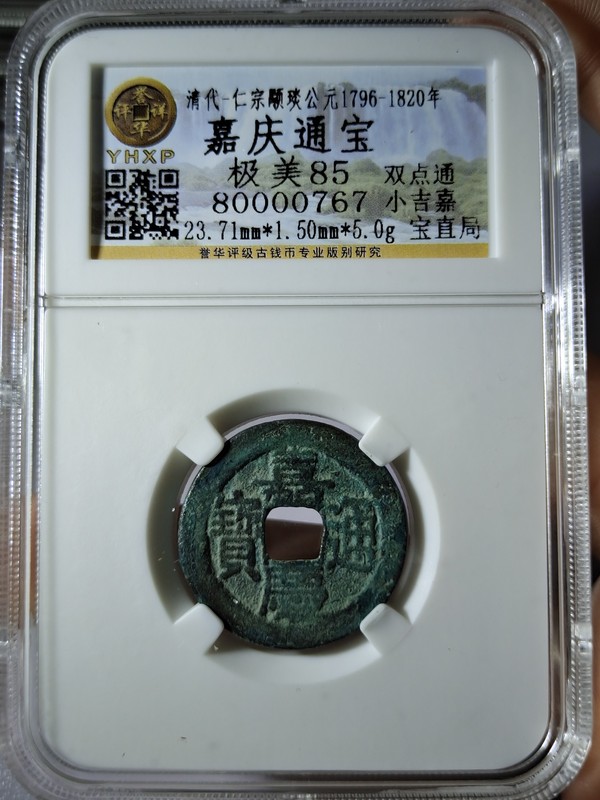 清代-仁宗颙琰公元1796-1820年
嘉庆通宝
YHXP
极美85 双点通
80000767 小吉嘉
23.71mm*1.50mm*5.0g 宝直局
誉华评级古钱币专业版别研究
嘉慶通寶